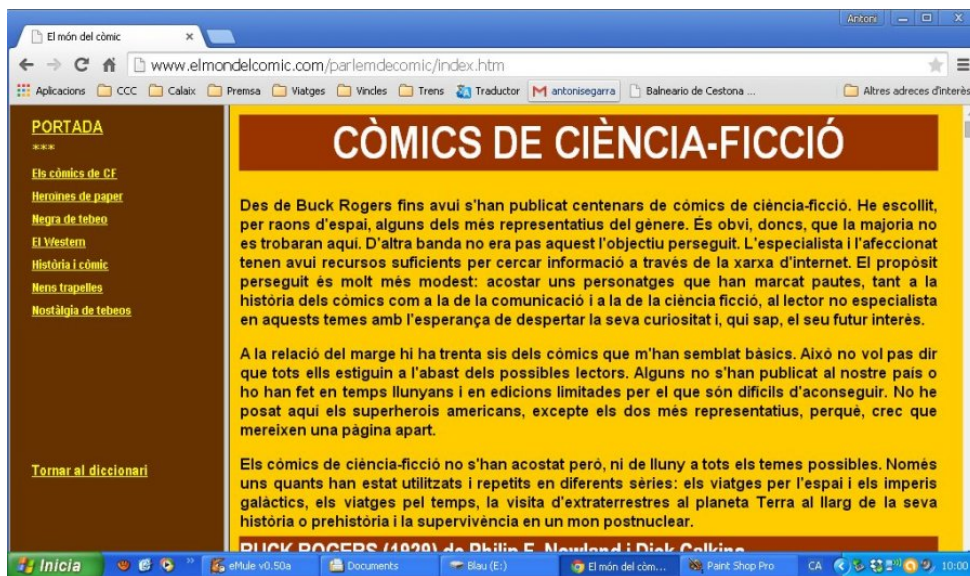 Antoni
El món del còmic
www.elmondelcomic.com/parlemdecomic/index.htm
Aplicacions CCC Calaix Premsa Viatges Vincles Trens Traductor antonisegarra Balneario de Cestona ... Altres adreces d'interès
PORTADA
***
Els còmics de CF
Heroïnes de paper
Negra de tebeo
El Western
Història i còmic
Nens trapelles
Nostàlgia de tebeos
Tornar al diccionari
CÒMICS DE CIÈNCIA-FICCIÓ
Des de Buck Rogers fins avui s'han publicat centenars de còmics de ciència-ficció. He escollit,
per raons d'espai, alguns dels més representatius del gènere. És obvi, doncs, que la majoria no
es trobaran aquí. D'altra banda no era pas aquest l'objectiu perseguit. L'especialista i l'afeccionat
tenen avui recursos suficients per cercar informació a través de la xarxa d'internet. El propòsit
perseguit és molt més modest: acostar uns personatges que han marcat pautes, tant a la
història dels còmics com a la de la comunicació i a la de la ciència ficció, al lector no especialista
en aquests temes amb l'esperança de despertar la seva curiositat i, qui sap, el seu futur interès.
A la relació del marge hi ha trenta sis dels còmics que m'han semblat bàsics. Això no vol pas dir
que tots ells estiguin a l'abast dels possibles lectors. Alguns no s'han publicat al nostre país o
ho han fet en temps llunyans i en edicions limitades per el que són difícils d'aconseguir. No he
posat aquí els superherois americans, excepte els dos més representatius, perquè, crec que
mereixen una pàgina apart.
Els còmics de ciència-ficció no s'han acostat però, ni de lluny a tots els temes possibles. Només
uns quants han estat utilitzats i repetits en diferents sèries: els viatges per l'espai i els imperis
galàctics, els viatges pel temps, la visita d'extraterrestres al planeta Terra al llarg de la seva
història o prehistòria i la supervivència en un mon postnuclear.
BUCK ROGERS (1929) de Philip F. Nowland i Dick Calkins
Inicia eMule v0.50a Documents Blau (E:) El món del còm... Paint Shop Pro CA 10:00